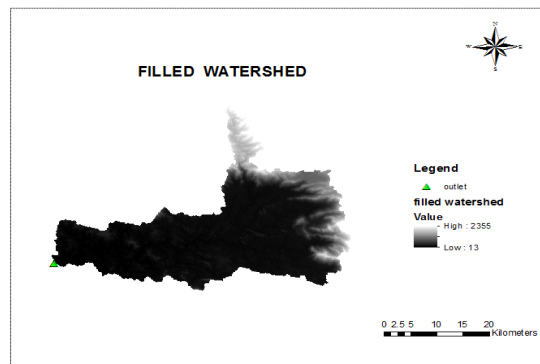 N
W E
S
FILLED WATERSHED
Legend
outlet
filled watershed
Value
High : 2355
Low : 13
0 2.5 5 10 15 20
Kilometers